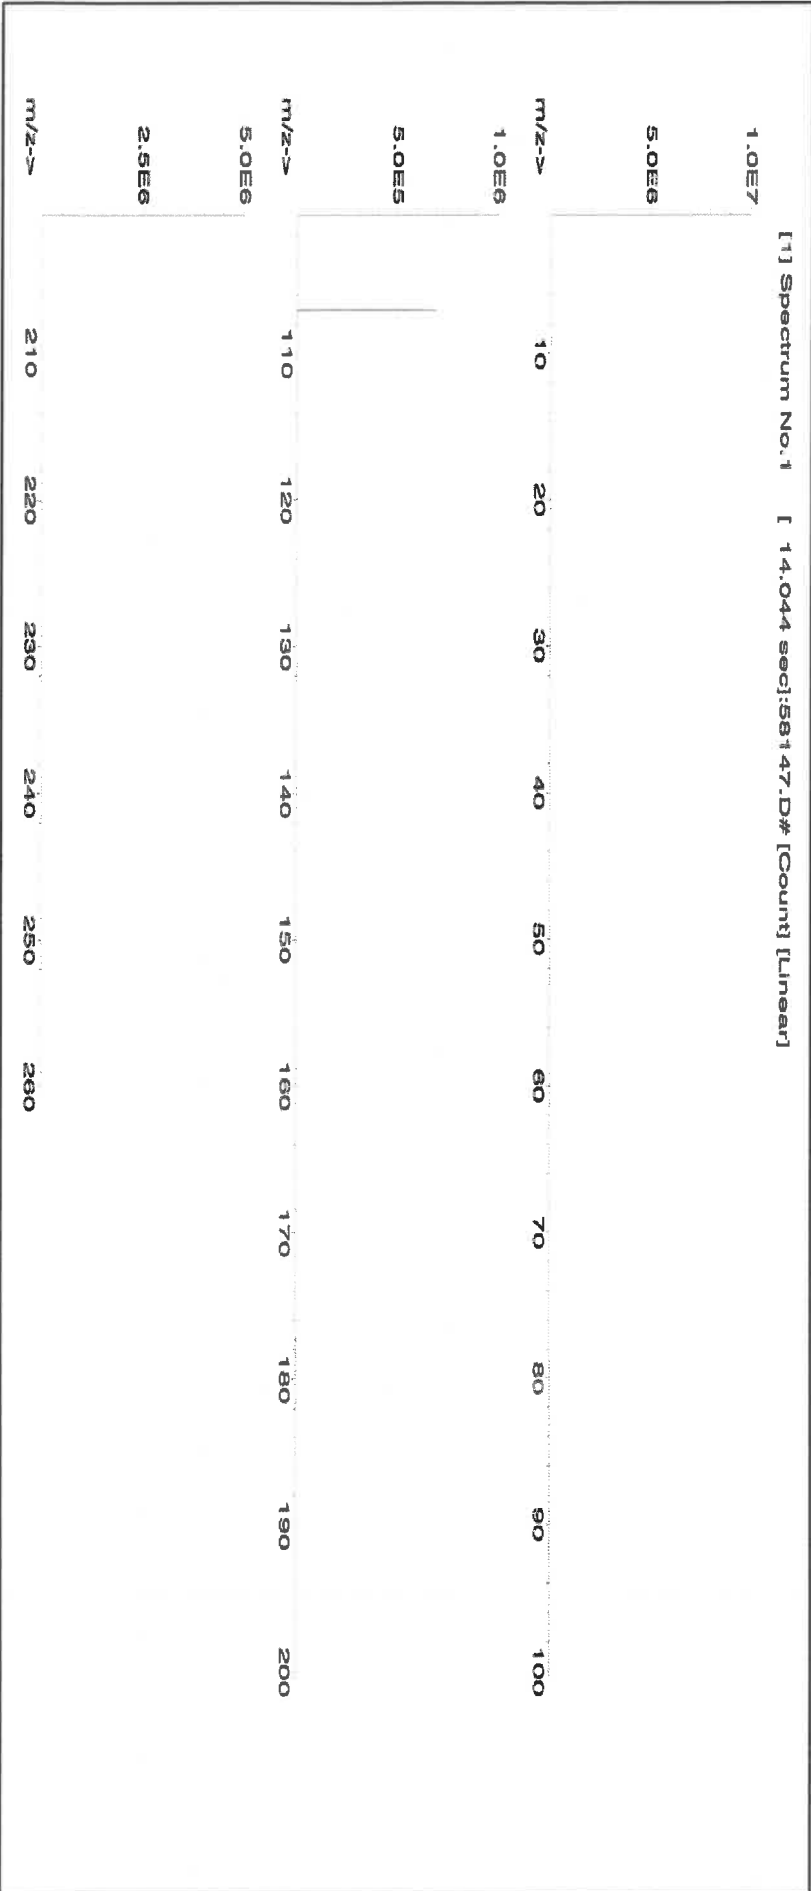 [1] Spectrum No.1 [ 14.044 sec]:58147.D# [Count] [Linear]
1.0E7
5.0E6
m/z-> 10 20 30 40 50 60 70 80 90 100
1.0E6
5.0E5
m/z-> 110 120 130 140 150 160 170 180 190 200
5.0E6
2.5E6
m/z-> 210 220 230 240 250 260